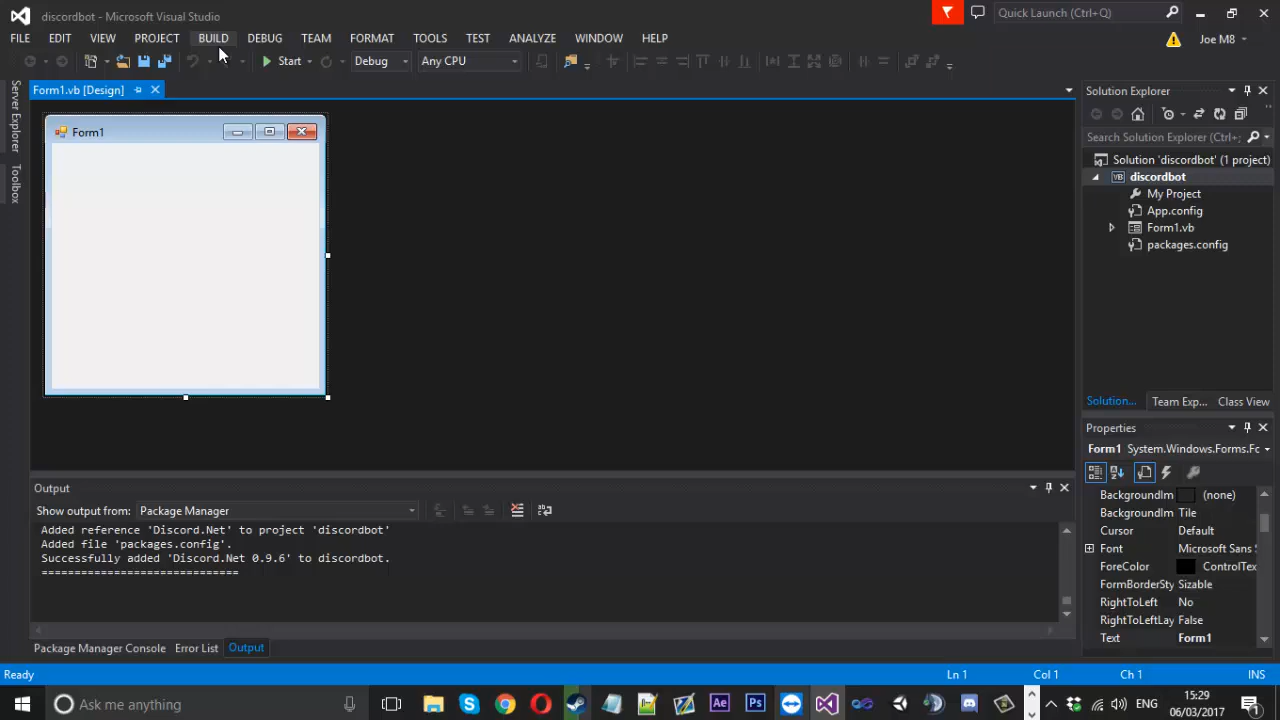 discordbot - Microsoft Visual Studio
Quick Launch (Ctrl+Q)
FILE EDIT VIEW PROJECT BUILD DEBUG TEAM FORMAT TOOLS TEST ANALYZE WINDOW HELP
Joe M8
Start Debug Any CPU
Server Explorer
Toolbox
Form1.vb [Design]
Form1
Solution Explorer
Search Solution Explorer (Ctrl+;
Solution 'discordbot' (1 project)
VB discordbot
My Project
App.config
Form1.vb
packages.config
Solution... Team Exp... Class View
Properties
Form1 System.Windows.Forms.Fc
BackgroundIm (none)
BackgroundIm Tile
Cursor Default
Font Microsoft Sans S
ForeColor ControlTex
FormBorderSty Sizable
RightToLeft No
RightToLeftLay False
Text Form1
Output
Show output from: Package Manager
Added reference 'Discord.Net' to project 'discordbot'
Added file 'packages.config'.
Successfully added 'Discord.Net 0.9.6' to discordbot.
==============================
Package Manager Console Error List Output
Ready Ln 1 Col 1 Ch 1 INS
Ask me anything
Ae Ps
ENG
15:29
06/03/2017